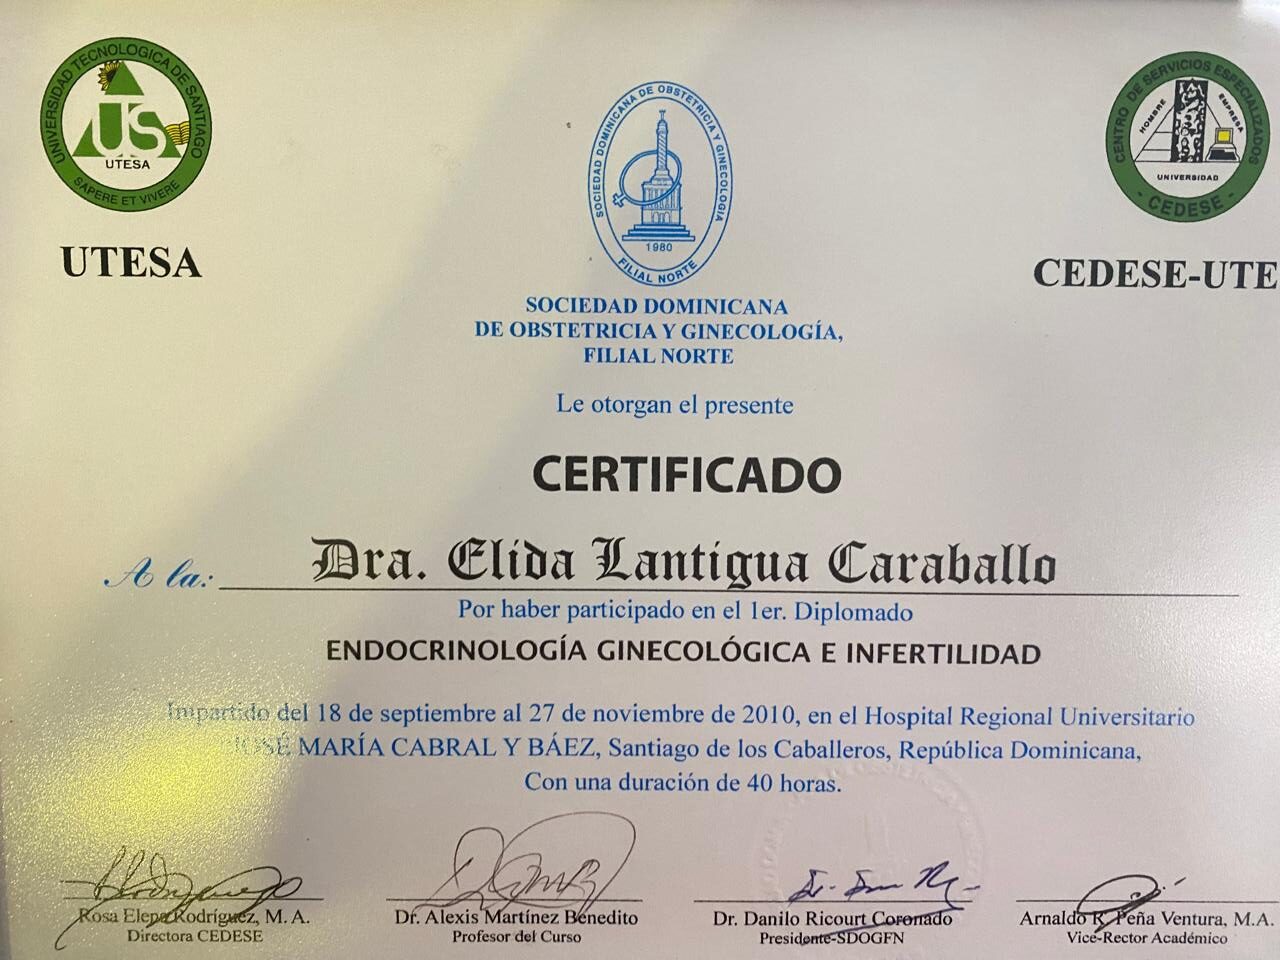 UNIVERSIDAD TECNOLOGICA DE SANTIAGO
US
UTESA
SAPERE ET VIVERE
UTESA
SOCIEDAD DOMINICANA DE OBSTETRICIA Y GINECOLOGIA
1980
FILIAL NORTE
CENTRO DE SERVICIOS ESPECIALIZADOS
HOMBRE
EMPRESA
UNIVERSIDAD
- CEDESE -
CEDESE-UTE
SOCIEDAD DOMINICANA
DE OBSTETRICIA Y GINECOLOGÍA,
FILIAL NORTE
Le otorgan el presente
CERTIFICADO
A la: Dra. Elida Lantigua Caraballo
Por haber participado en el 1er. Diplomado
ENDOCRINOLOGÍA GINECOLÓGICA E INFERTILIDAD
Impartido del 18 de septiembre al 27 de noviembre de 2010, en el Hospital Regional Universitario
JOSÉ MARÍA CABRAL Y BÁEZ, Santiago de los Caballeros, República Dominicana,
Con una duración de 40 horas.
Rosa Elena Rodríguez, M. A.
Directora CEDESE
Dr. Alexis Martínez Benedito
Profesor del Curso
Dr. Danilo Ricourt Coronado
Presidente-SDOGFN
Arnaldo R. Peña Ventura, M.A.
Vice-Rector Académico